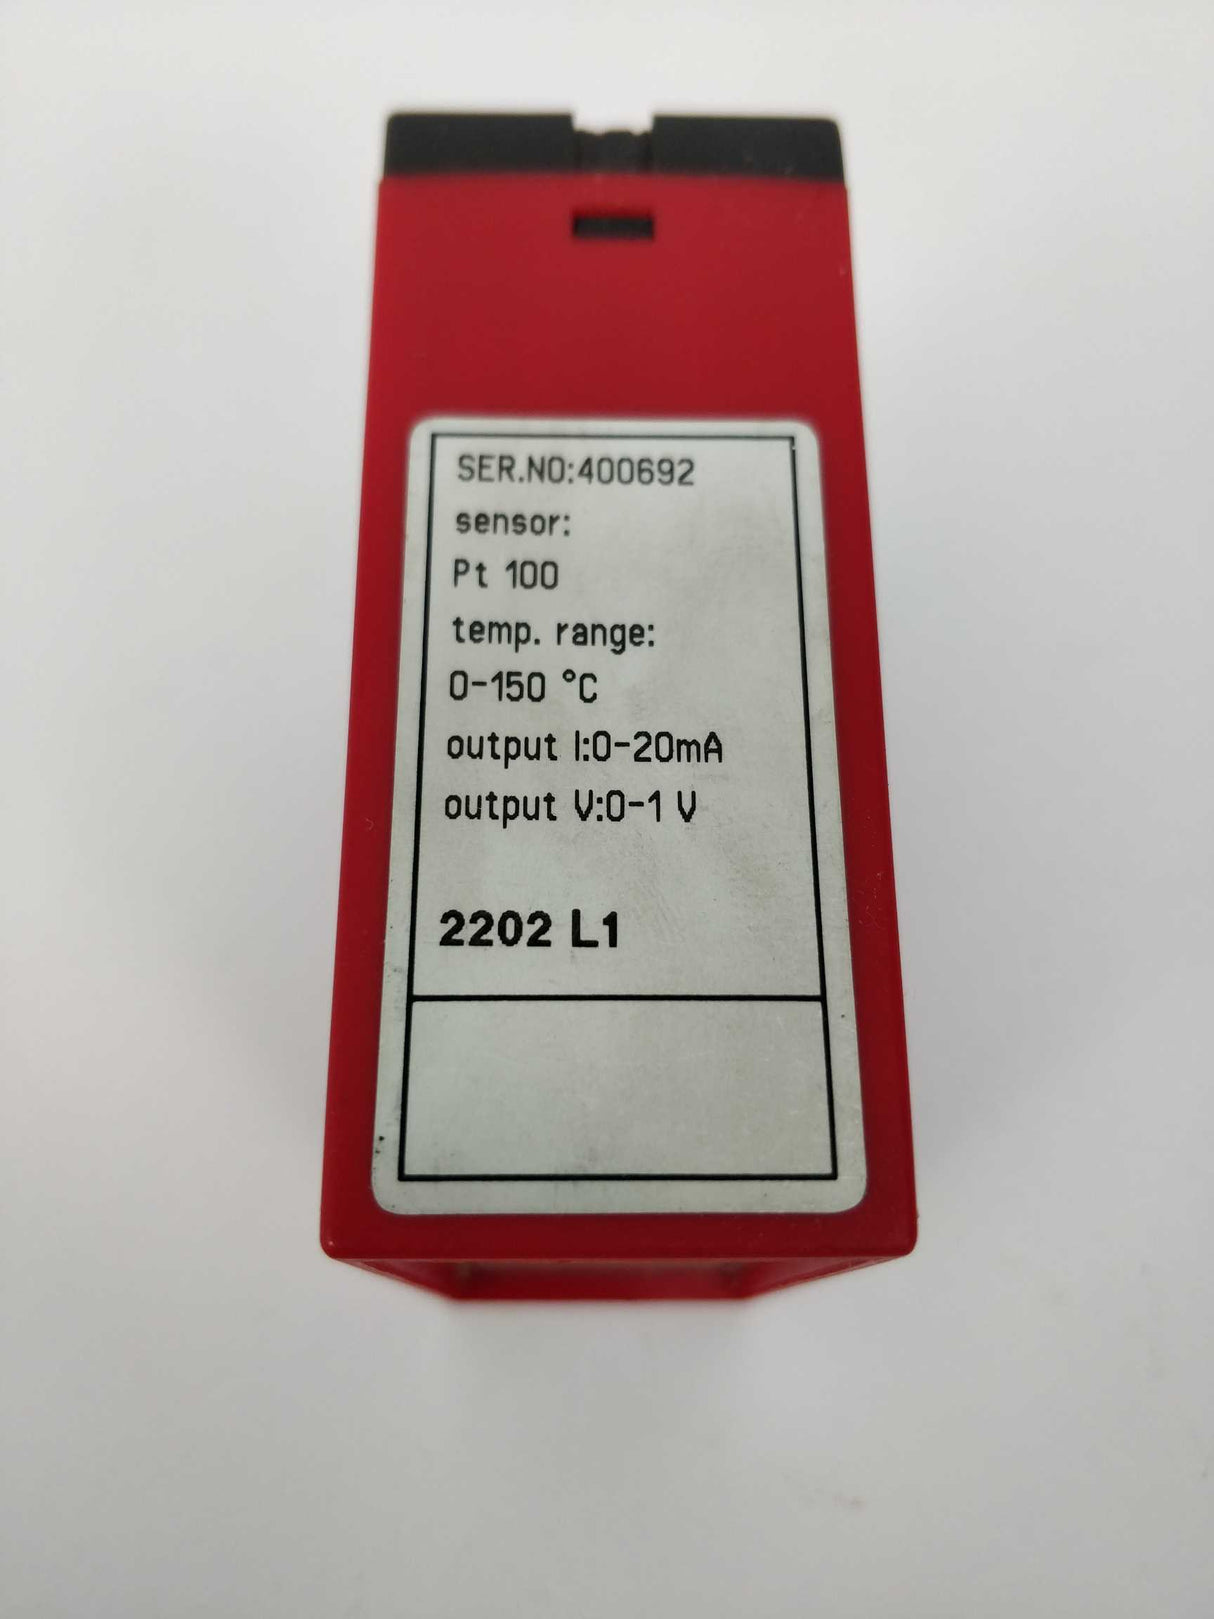 SER.NO:400692
sensor:
Pt 100
temp. range:
0-150 °C
output I:0-20mA
output V:0-1 V
2202 L1